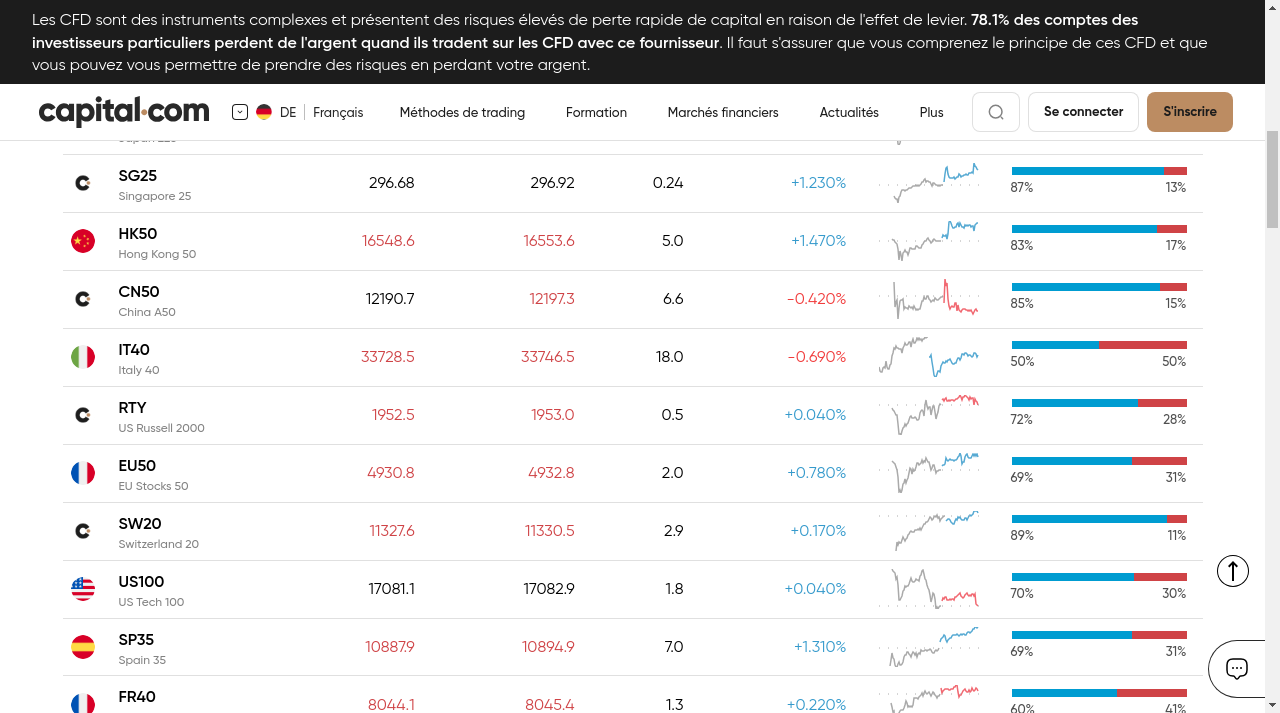 Les CFD sont des instruments complexes et présentent des risques élevés de perte rapide de capital en raison de l'effet de levier. 78.1% des comptes des
investisseurs particuliers perdent de l'argent quand ils tradent sur les CFD avec ce fournisseur. Il faut s'assurer que vous comprenez le principe de ces CFD et que
vous pouvez vous permettre de prendre des risques en perdant votre argent.
capital.com DE Français Méthodes de trading Formation Marchés financiers Actualités Plus Se connecter S'inscrire
SG25 296.68 296.92 0.24 +1.230%
Singapore 25 87% 13%
HK50 16548.6 16553.6 5.0 +1.470%
Hong Kong 50 83% 17%
CN50 12190.7 12197.3 6.6 -0.420%
China A50 85% 15%
IT40 33728.5 33746.5 18.0 -0.690%
Italy 40 50% 50%
RTY 1952.5 1953.0 0.5 +0.040%
US Russell 2000 72% 28%
EU50 4930.8 4932.8 2.0 +0.780%
EU Stocks 50 69% 31%
SW20 11327.6 11330.5 2.9 +0.170%
Switzerland 20 89% 11%
US100 17081.1 17082.9 1.8 +0.040%
US Tech 100 70% 30%
SP35 10887.9 10894.9 7.0 +1.310%
Spain 35 69% 31%
FR40 8044.1 8045.4 1.3 +0.220%
60% 41%